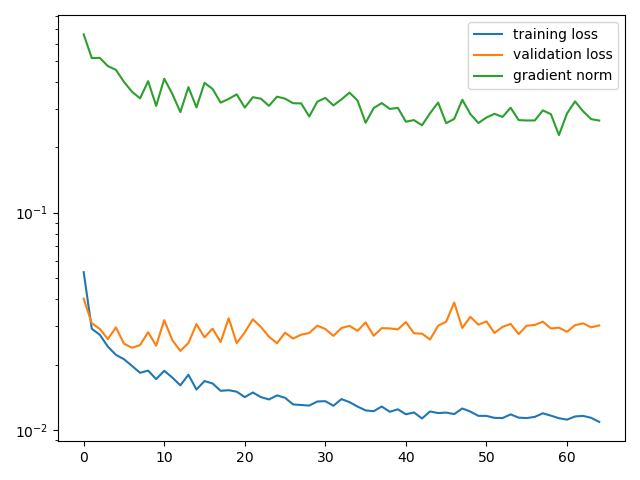 training loss
validation loss
gradient norm
10⁻¹
10⁻²
0 10 20 30 40 50 60